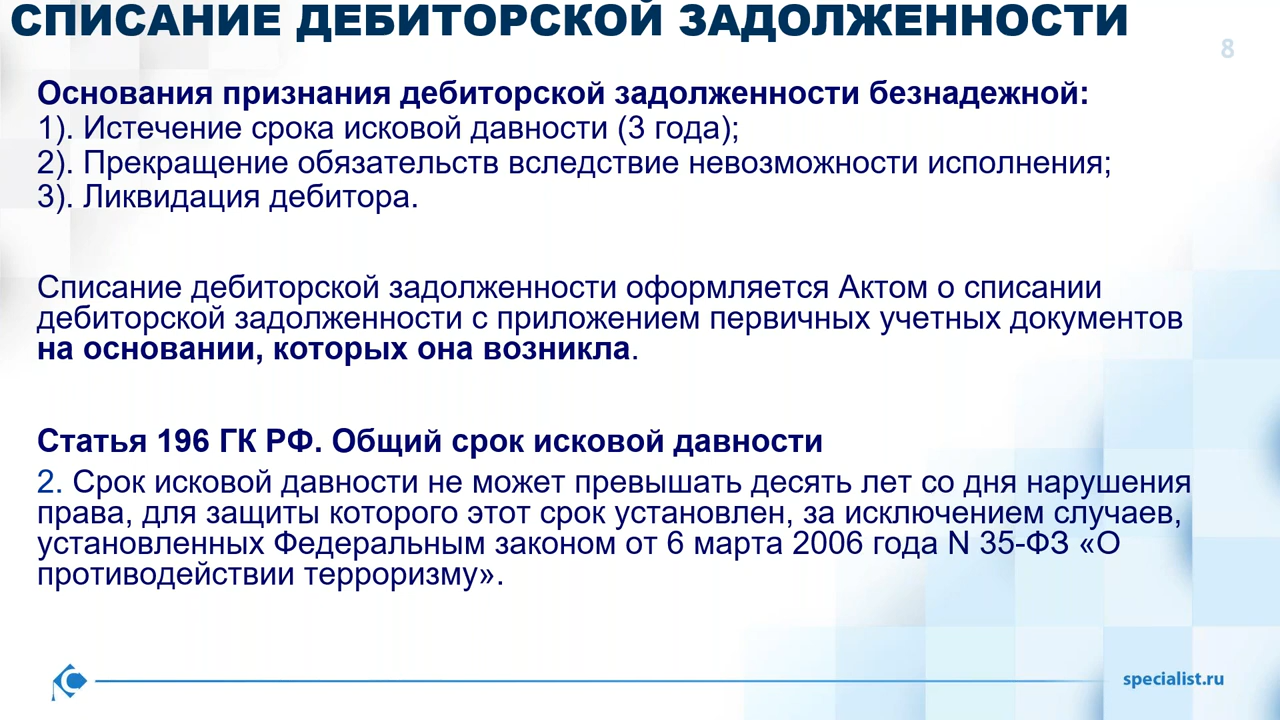 СПИСАНИЕ ДЕБИТОРСКОЙ ЗАДОЛЖЕННОСТИ
8
Основания признания дебиторской задолженности безнадежной:
1). Истечение срока исковой давности (3 года);
2). Прекращение обязательств вследствие невозможности исполнения;
3). Ликвидация дебитора.
Списание дебиторской задолженности оформляется Актом о списании
дебиторской задолженности с приложением первичных учетных документов
на основании, которых она возникла.
Статья 196 ГК РФ. Общий срок исковой давности
2. Срок исковой давности не может превышать десять лет со дня нарушения
права, для защиты которого этот срок установлен, за исключением случаев,
установленных Федеральным законом от 6 марта 2006 года N 35-ФЗ «О
противодействии терроризму».
specialist.ru